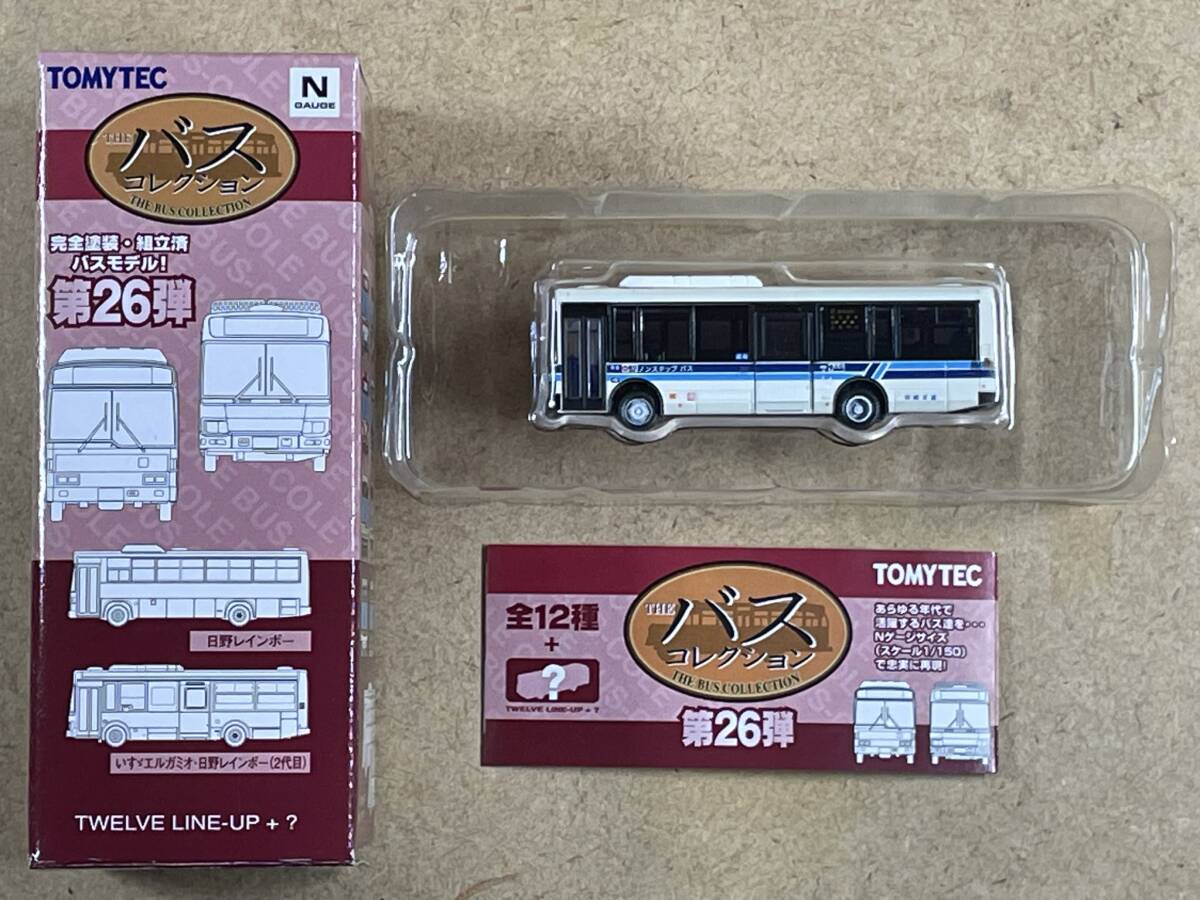 TOMYTEC
N
GAUGE
THE
バス
コレクション
THE BUS COLLECTION
完全塗装・組立済
バスモデル!
第26弾
日野レインボー
いすゞエルガミオ・日野レインボー(2代目)
TWELVE LINE-UP + ?
ノンステップ バス
全12種
+
?
TWELVE LINE-UP + ?
THE
バス
コレクション
THE BUS COLLECTION
第26弾
TOMYTEC
あらゆる年代で
活躍するバス達を・・・
Nゲージサイズ
(スケール1/150)
で忠実に再現!